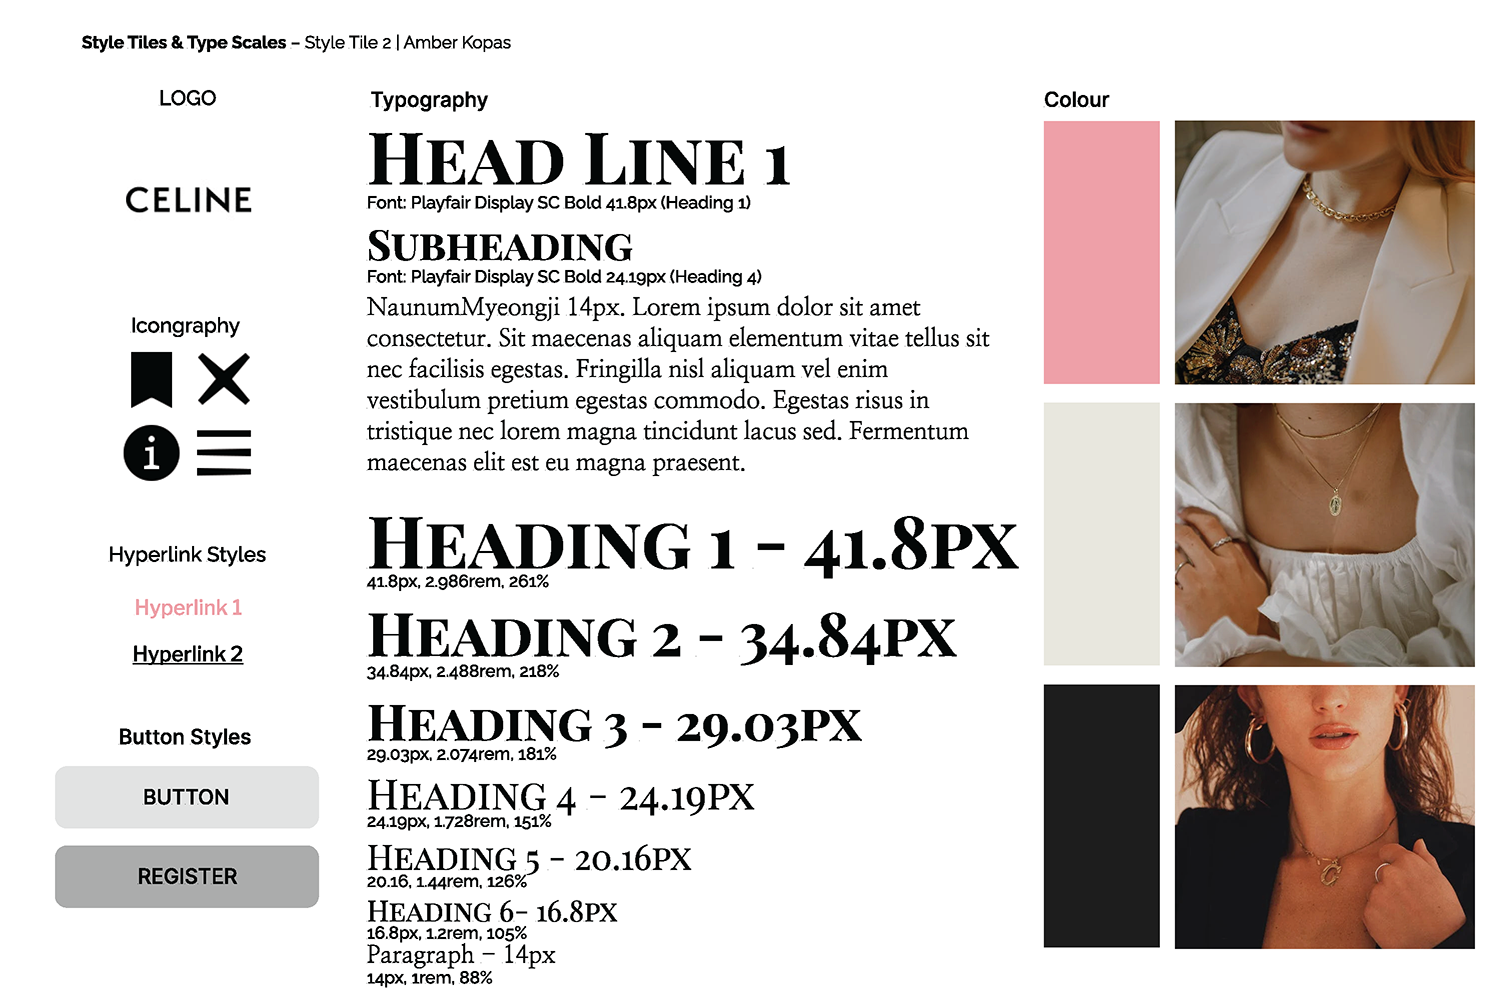 Style Tiles & Type Scales – Style Tile 2 | Amber Kopas
LOGO
CELINE
Icongraphy
i
Hyperlink Styles
Hyperlink 1
Hyperlink 2
Button Styles
BUTTON
REGISTER
Typography
HEAD LINE 1
Font: Playfair Display SC Bold 41.8px (Heading 1)
SUBHEADING
Font: Playfair Display SC Bold 24.19px (Heading 4)
NaunumMyeongji 14px. Lorem ipsum dolor sit amet
consectetur. Sit maecenas aliquam elementum vitae tellus sit
nec facilisis egestas. Fringilla nisl aliquam vel enim
vestibulum pretium egestas commodo. Egestas risus in
tristique nec lorem magna tincidunt lacus sed. Fermentum
maecenas elit est eu magna praesent.
HEADING 1 – 41.8PX
41.8px, 2.986rem, 261%
HEADING 2 – 34.84PX
34.84px, 2.488rem, 218%
HEADING 3 – 29.03PX
29.03px, 2.074rem, 181%
HEADING 4 – 24.19PX
24.19px, 1.728rem, 151%
HEADING 5 – 20.16PX
20.16, 1.44rem, 126%
HEADING 6– 16.8PX
16.8px, 1.2rem, 105%
Paragraph – 14px
14px, 1rem, 88%
Colour